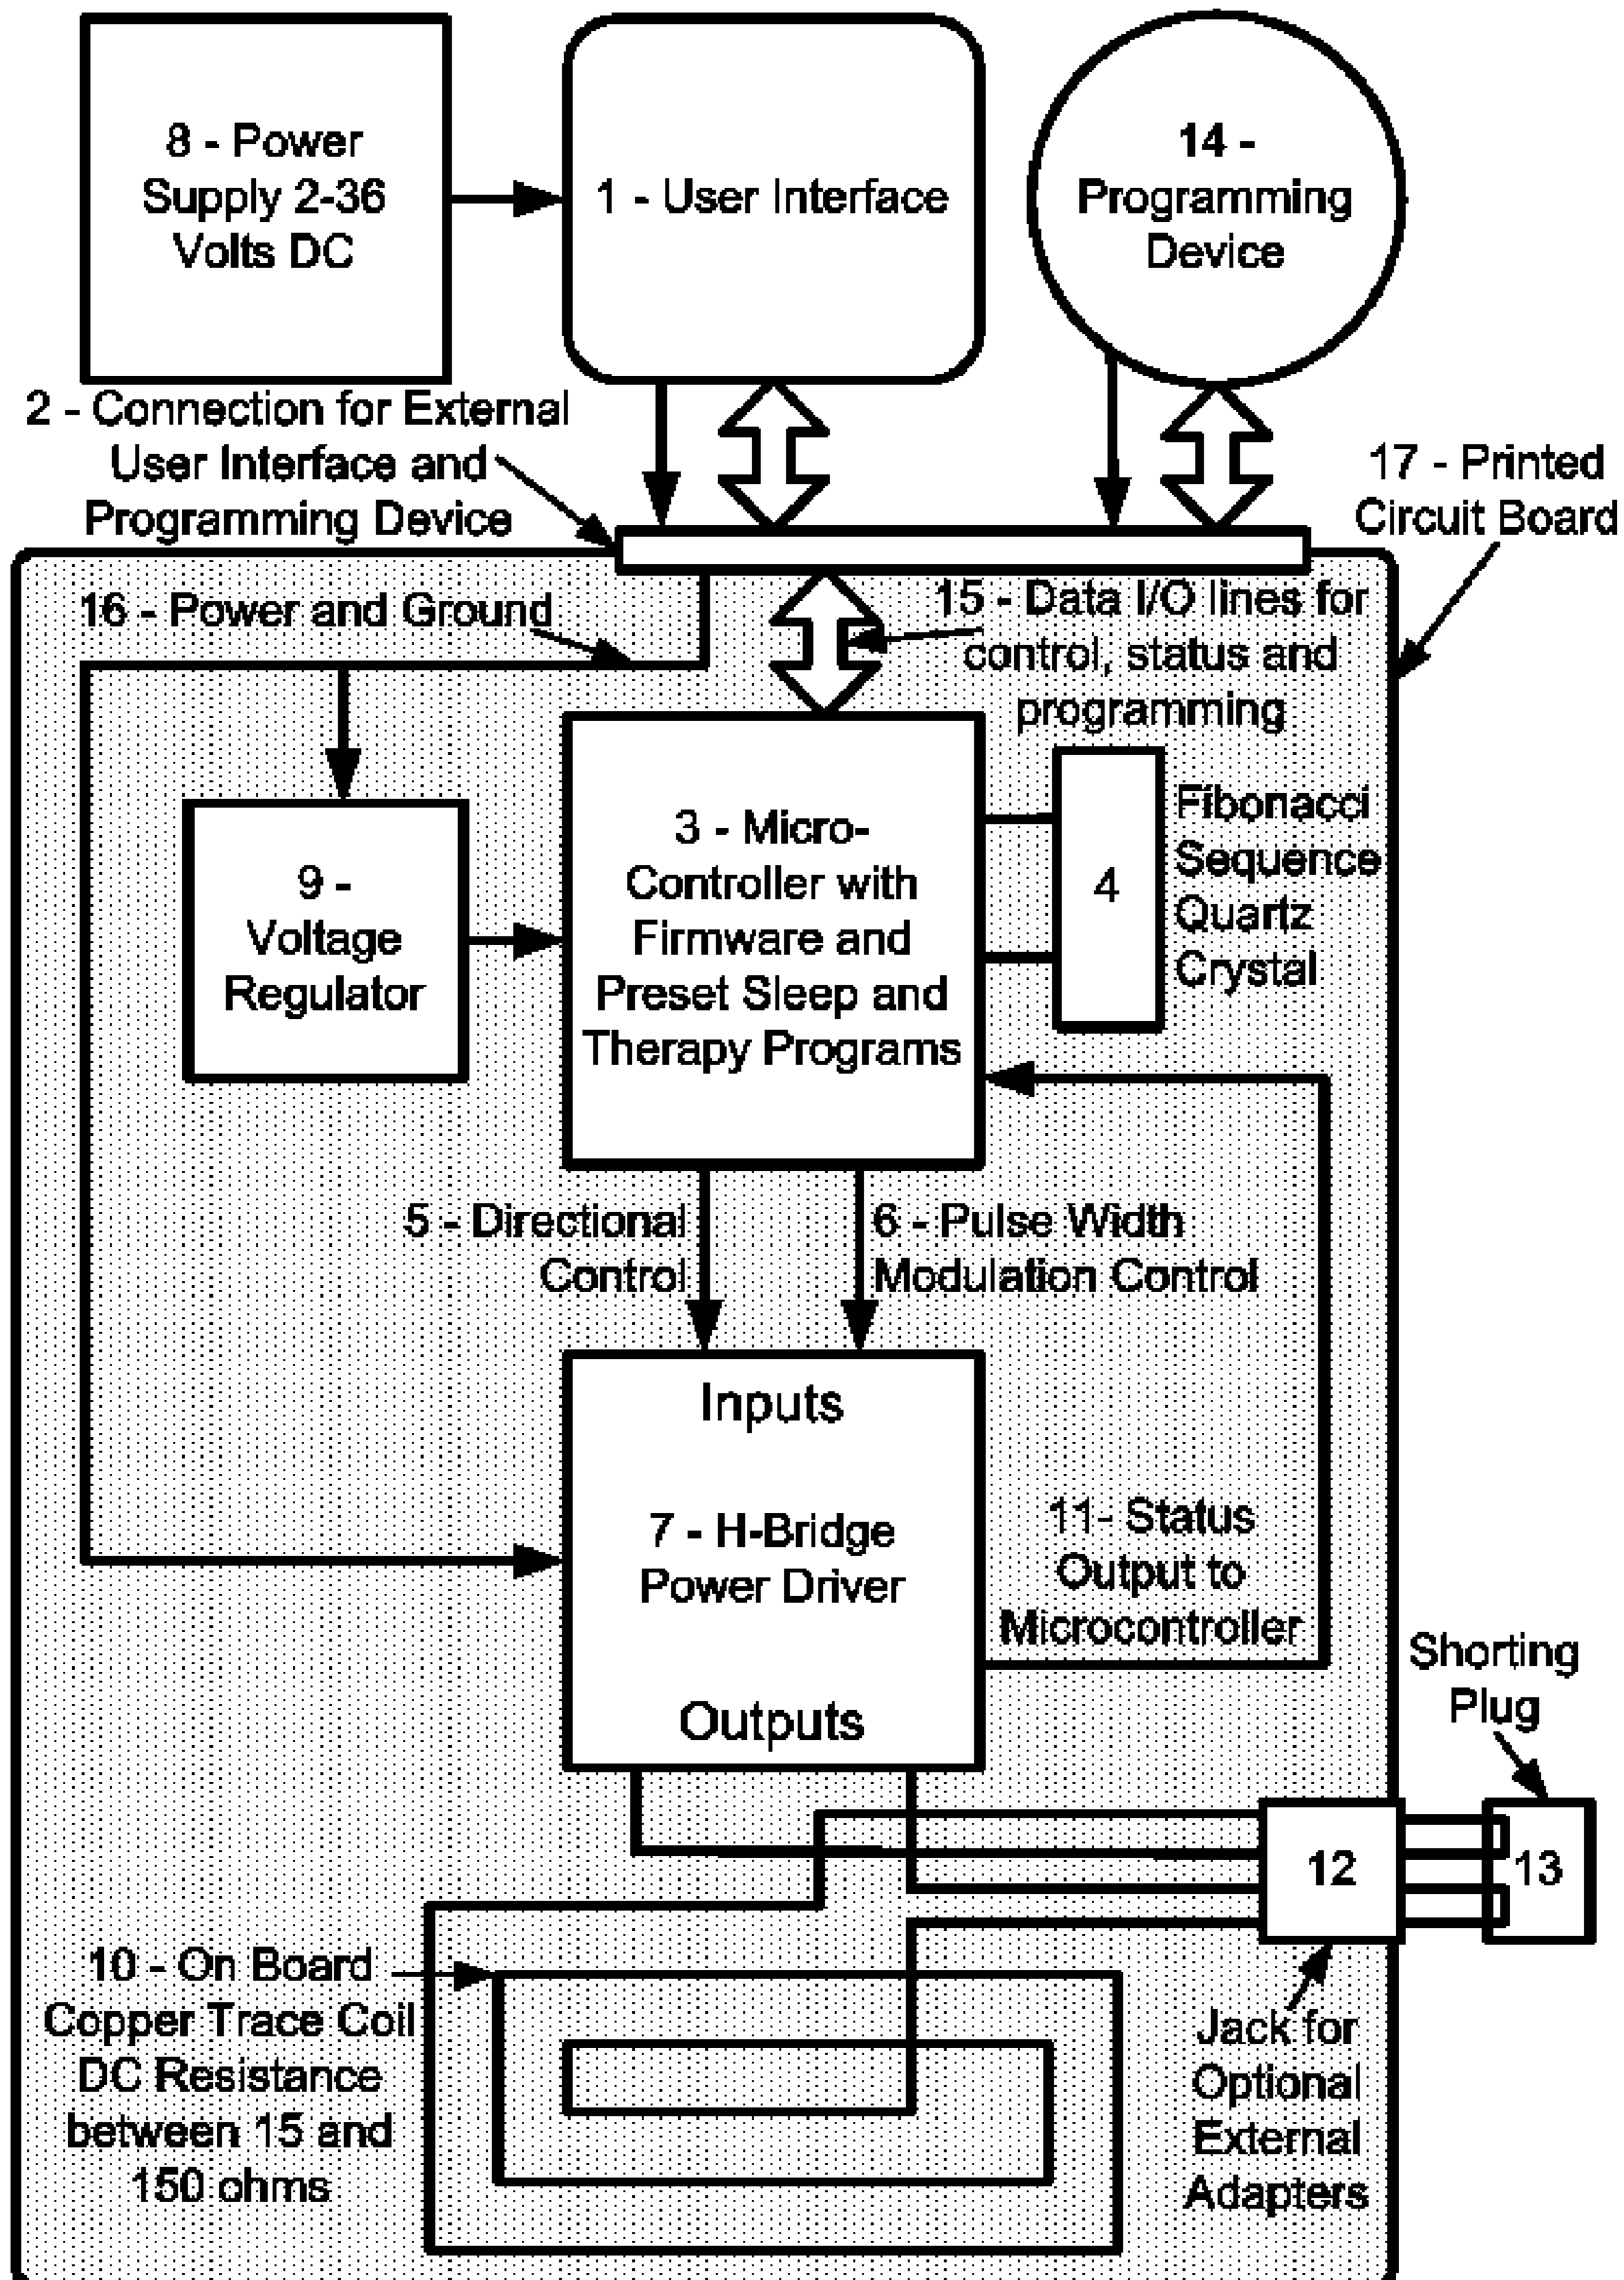 8 - Power
Supply 2-36
Volts DC
1 - User Interface
14 -
Programming
Device
2 - Connection for External
User Interface and
Programming Device
17 - Printed
Circuit Board
16 - Power and Ground
15 - Data I/O lines for
control, status and
programming
9 -
Voltage
Regulator
3 - Micro-
Controller with
Firmware and
Preset Sleep and
Therapy Programs
4
Fibonacci
Sequence
Quartz
Crystal
5 - Directional
Control
6 - Pulse Width
Modulation Control
Inputs
7 - H-Bridge
Power Driver
Outputs
11- Status
Output to
Microcontroller
Shorting
Plug
12
13
10 - On Board
Copper Trace Coil
DC Resistance
between 15 and
150 ohms
Jack for
Optional
External
Adapters